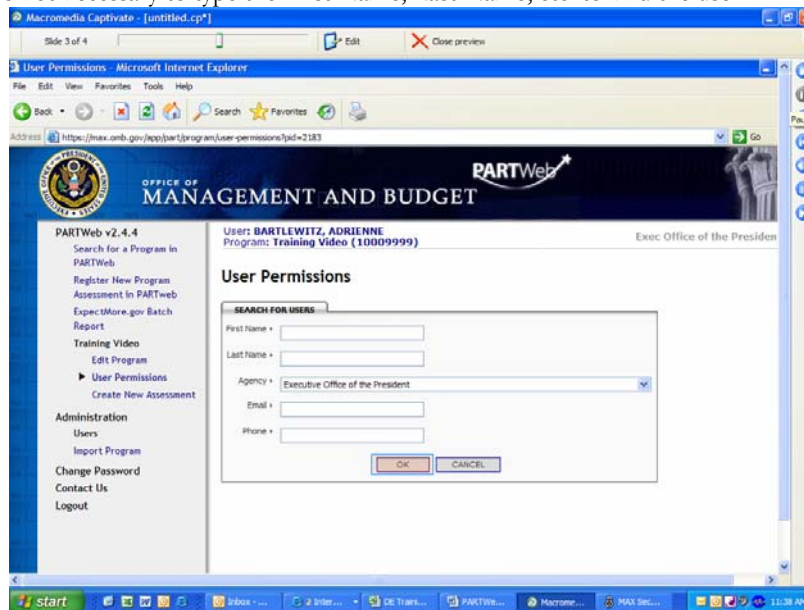 Macromedia Captivate - [untitled.cp*]
Slide 3 of 4 Edit Close preview
User Permissions - Microsoft Internet Explorer
File Edit View Favorites Tools Help
Back Search Favorites
Address https://max.omb.gov/app/part/program/user-permissions?pid=2183 Go
OFFICE OF
MANAGEMENT AND BUDGET
PARTWeb
PARTWeb v2.4.4
Search for a Program in
PARTWeb
Register New Program
Assessment in PARTweb
ExpectMore.gov Batch
Report
Training Video
Edit Program
User Permissions
Create New Assessment
Administration
Users
Import Program
Change Password
Contact Us
Logout
User: BARTLEWITZ, ADRIENNE
Program: Training Video (10009999)
Exec Office of the Presiden
User Permissions
SEARCH FOR USERS
First Name
Last Name
Agency Executive Office of the President
Email
Phone
OK CANCEL
start Inbox - ... 2 Inter... DE Traini... PARTWe... Macrome... MAX Sec... 11:38 AM